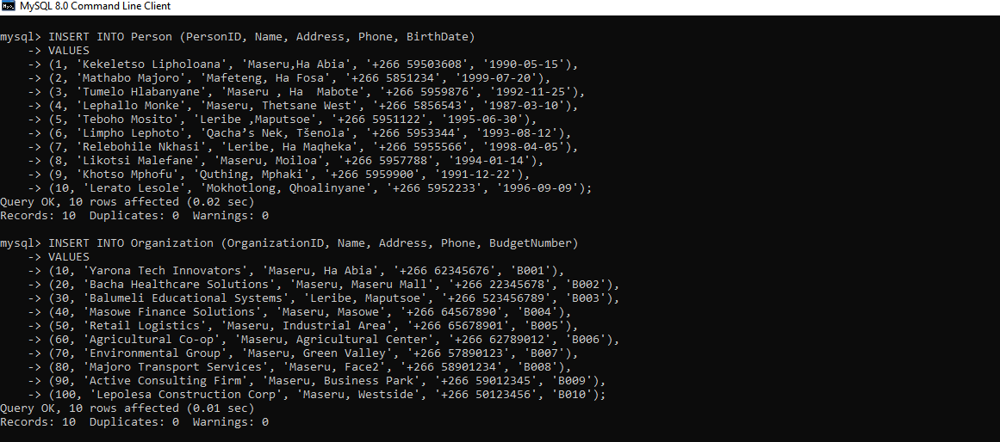 MySQL 8.0 Command Line Client
mysql> INSERT INTO Person (PersonID, Name, Address, Phone, BirthDate)
    -> VALUES
    -> (1, 'Kekeletso Lipholoana', 'Maseru,Ha Abia', '+266 59503608', '1990-05-15'),
    -> (2, 'Mathabo Majoro', 'Mafeteng, Ha Fosa', '+266 5851234', '1999-07-20'),
    -> (3, 'Tumelo Hlabanyane', 'Maseru , Ha  Mabote', '+266 5959876', '1992-11-25'),
    -> (4, 'Lephallo Monke', 'Maseru, Thetsane West', '+266 5856543', '1987-03-10'),
    -> (5, 'Teboho Mosito', 'Leribe ,Maputsoe', '+266 5951122', '1995-06-30'),
    -> (6, 'Limpho Lephoto', 'Qacha’s Nek, Tšenola', '+266 5953344', '1993-08-12'),
    -> (7, 'Relebohile Nkhasi', 'Leribe, Ha Maqheka', '+266 5955566', '1998-04-05'),
    -> (8, 'Likotsi Malefane', 'Maseru, Moiloa', '+266 5957788', '1994-01-14'),
    -> (9, 'Khotso Mphofu', 'Quthing, Mphaki', '+266 5959900', '1991-12-22'),
    -> (10, 'Lerato Lesole', 'Mokhotlong, Qhoalinyane', '+266 5952233', '1996-09-09');
Query OK, 10 rows affected (0.02 sec)
Records: 10  Duplicates: 0  Warnings: 0
mysql> INSERT INTO Organization (OrganizationID, Name, Address, Phone, BudgetNumber)
    -> VALUES
    -> (10, 'Yarona Tech Innovators', 'Maseru, Ha Abia', '+266 62345676', 'B001'),
    -> (20, 'Bacha Healthcare Solutions', 'Maseru, Maseru Mall', '+266 22345678', 'B002'),
    -> (30, 'Balumeli Educational Systems', 'Leribe, Maputsoe', '+266 523456789', 'B003'),
    -> (40, 'Masowe Finance Solutions', 'Maseru, Masowe', '+266 64567890', 'B004'),
    -> (50, 'Retail Logistics', 'Maseru, Industrial Area', '+266 65678901', 'B005'),
    -> (60, 'Agricultural Co-op', 'Maseru, Agricultural Center', '+266 62789012', 'B006'),
    -> (70, 'Environmental Group', 'Maseru, Green Valley', '+266 57890123', 'B007'),
    -> (80, 'Majoro Transport Services', 'Maseru, Face2', '+266 58901234', 'B008'),
    -> (90, 'Active Consulting Firm', 'Maseru, Business Park', '+266 59012345', 'B009'),
    -> (100, 'Lepolesa Construction Corp', 'Maseru, Westside', '+266 50123456', 'B010');
Query OK, 10 rows affected (0.01 sec)
Records: 10  Duplicates: 0  Warnings: 0